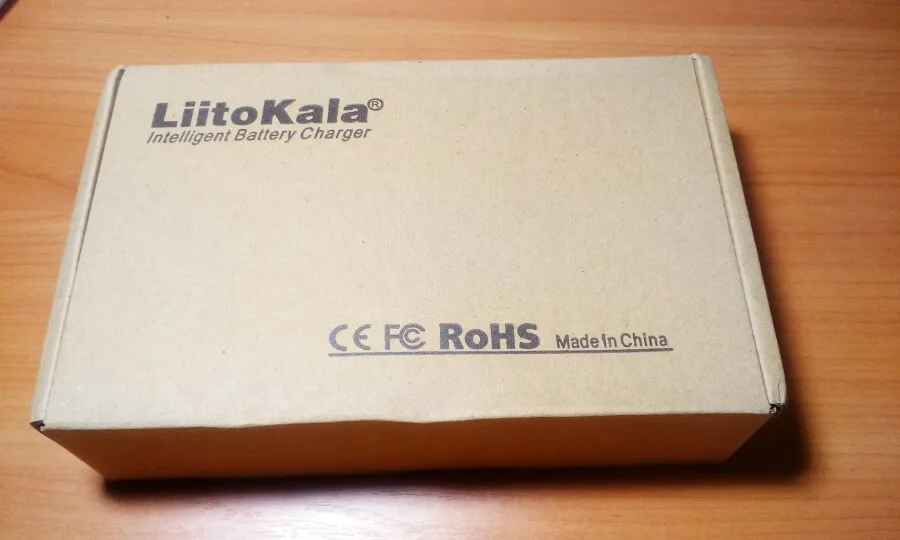 LiitoKala®
Intelligent Battery Charger
CE FC RoHS Made In China